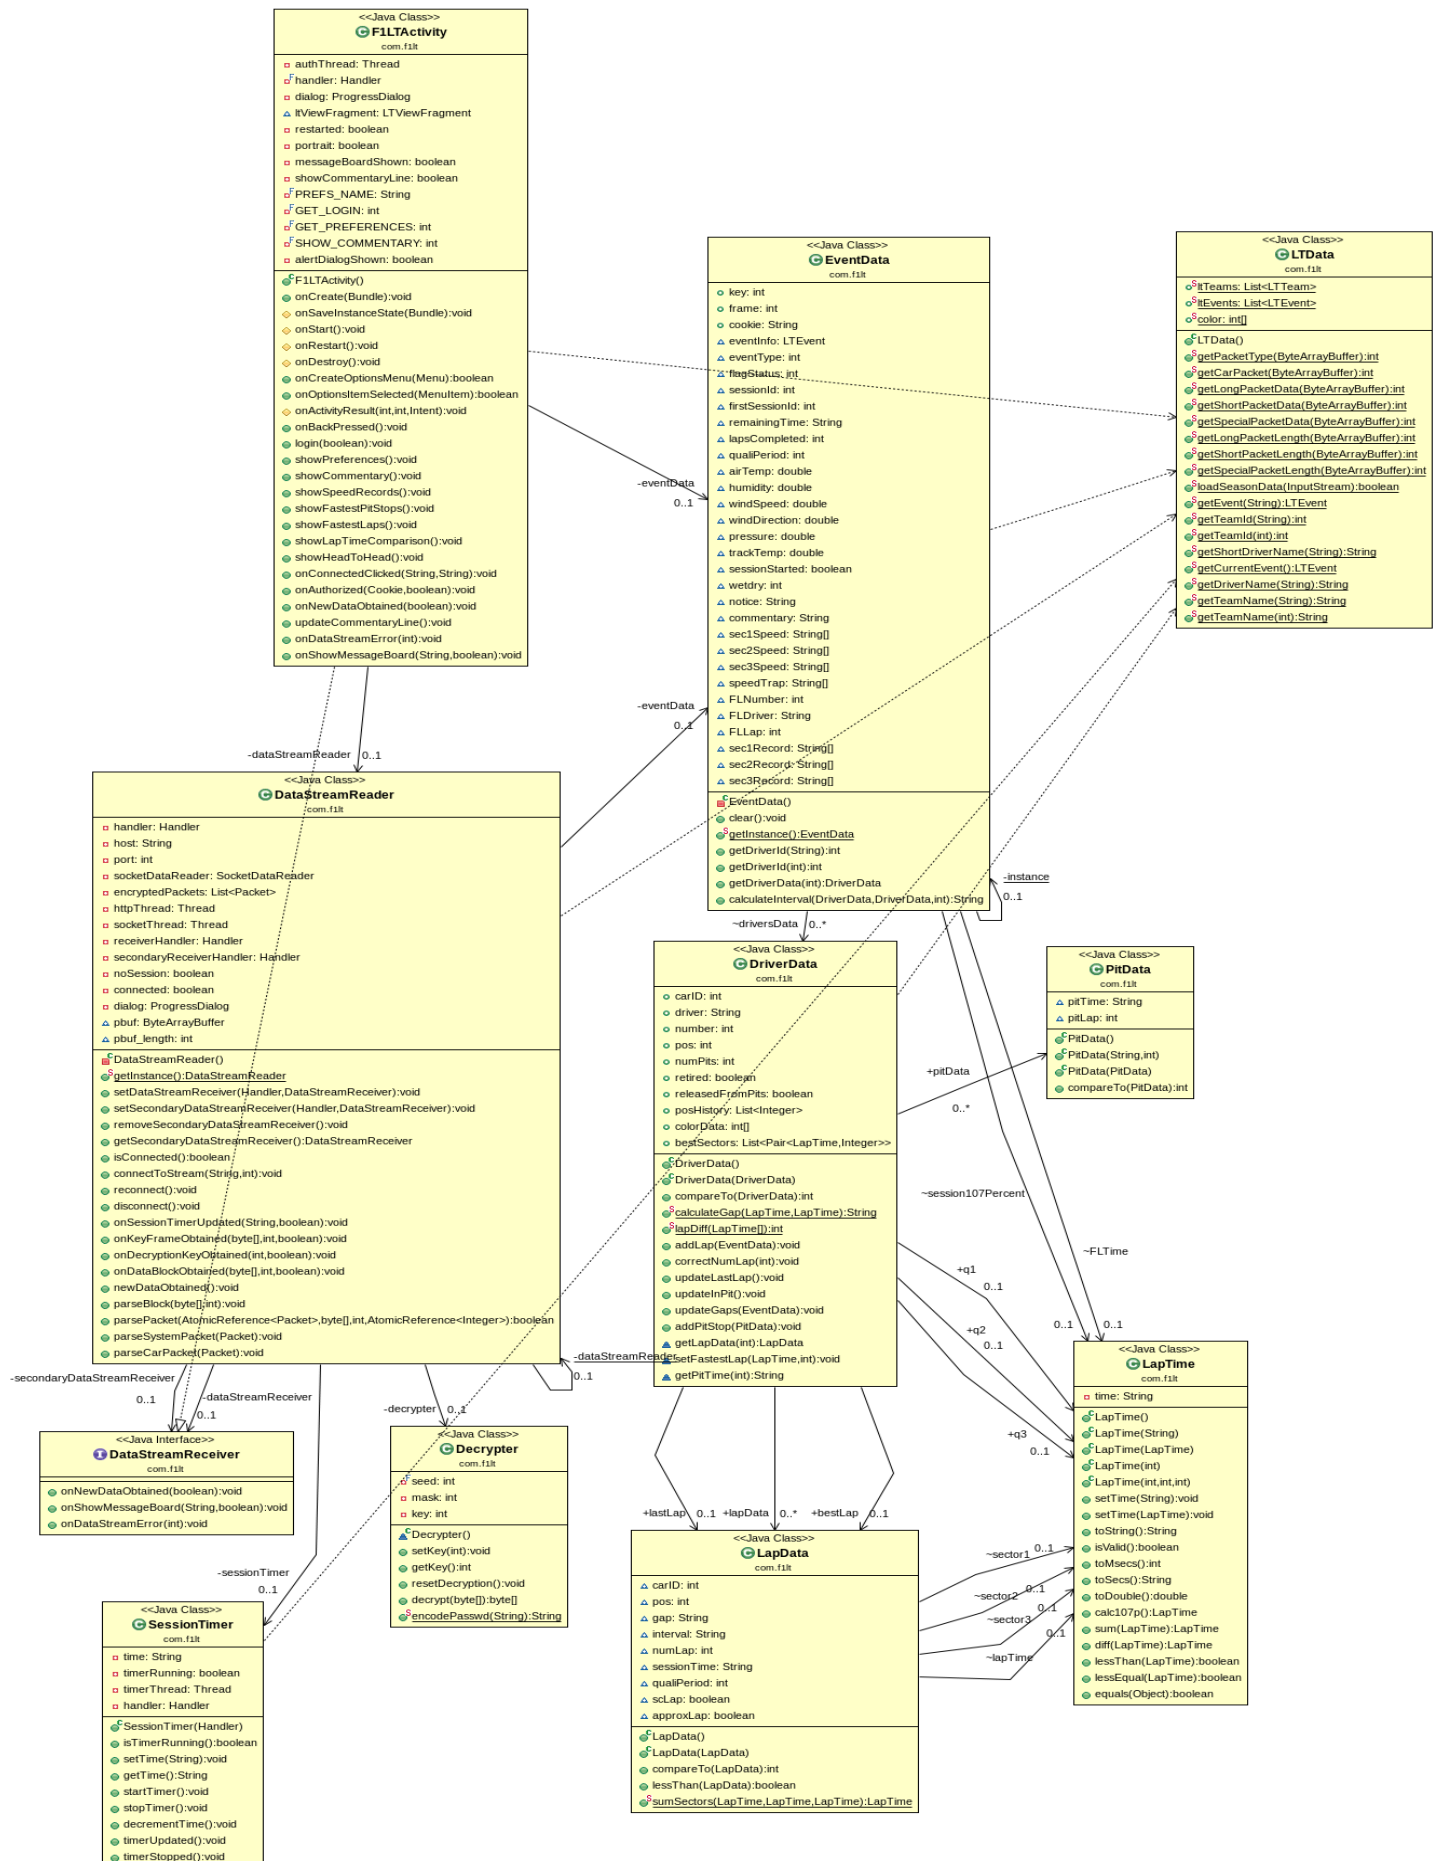 <<Java Class>>
F1LTActivity
com.f1lt
authThread: Thread
handler: Handler
dialog: ProgressDialog
ltViewFragment: LTViewFragment
restarted: boolean
portrait: boolean
messageBoardShown: boolean
showCommentaryLine: boolean
PREFS_NAME: String
GET_LOGIN: int
GET_PREFERENCES: int
SHOW_COMMENTARY: int
alertDialogShown: boolean
F1LTActivity()
onCreate(Bundle):void
onSaveInstanceState(Bundle):void
onStart():void
onRestart():void
onDestroy():void
onCreateOptionsMenu(Menu):boolean
onOptionsItemSelected(MenuItem):boolean
onActivityResult(int,int,Intent):void
onBackPressed():void
login(boolean):void
showPreferences():void
showCommentary():void
showSpeedRecords():void
showFastestPitStops():void
showFastestLaps():void
showLapTimeComparison():void
showHeadToHead():void
onConnectedClicked(String,String):void
onAuthorized(Cookie,boolean):void
onNewDataObtained(boolean):void
updateCommentaryLine():void
onDataStreamError(int):void
onShowMessageBoard(String,boolean):void
<<Java Class>>
EventData
com.f1lt
key: int
frame: int
cookie: String
eventInfo: LTEvent
eventType: int
flagStatus: int
sessionId: int
firstSessionId: int
remainingTime: String
lapsCompleted: int
qualiPeriod: int
airTemp: double
humidity: double
windSpeed: double
windDirection: double
pressure: double
trackTemp: double
sessionStarted: boolean
wetdry: int
notice: String
commentary: String
sec1Speed: String[]
sec2Speed: String[]
sec3Speed: String[]
speedTrap: String[]
FLNumber: int
FLDriver: String
FLLap: int
sec1Record: String[]
sec2Record: String[]
sec3Record: String[]
EventData()
clear():void
getInstance():EventData
getDriverId(String):int
getDriverId(int):int
getDriverData(int):DriverData
calculateInterval(DriverData,DriverData,int):String
<<Java Class>>
LTData
com.f1lt
ltTeams: List<LTTeam>
ltEvents: List<LTEvent>
color: int[]
LTData()
getPacketType(ByteArrayBuffer):int
getCarPacket(ByteArrayBuffer):int
getLongPacketData(ByteArrayBuffer):int
getShortPacketData(ByteArrayBuffer):int
getSpecialPacketData(ByteArrayBuffer):int
getLongPacketLength(ByteArrayBuffer):int
getShortPacketLength(ByteArrayBuffer):int
getSpecialPacketLength(ByteArrayBuffer):int
loadSeasonData(InputStream):boolean
getEvent(String):LTEvent
getTeamId(String):int
getTeamId(int):int
getShortDriverName(String):String
getCurrentEvent():LTEvent
getDriverName(String):String
getTeamName(String):String
getTeamName(int):String
-eventData
0..1
-eventData
0..1
-dataStreamReader
0..1
-instance
0..1
~driversData
0..*
<<Java Class>>
DataStreamReader
com.f1lt
handler: Handler
host: String
port: int
socketDataReader: SocketDataReader
encryptedPackets: List<Packet>
httpThread: Thread
socketThread: Thread
receiverHandler: Handler
secondaryReceiverHandler: Handler
noSession: boolean
connected: boolean
dialog: ProgressDialog
pbuf: ByteArrayBuffer
pbuf_length: int
DataStreamReader()
getInstance():DataStreamReader
setDataStreamReceiver(Handler,DataStreamReceiver):void
setSecondaryDataStreamReceiver(Handler,DataStreamReceiver):void
removeSecondaryDataStreamReceiver():void
getSecondaryDataStreamReceiver():DataStreamReceiver
isConnected():boolean
connectToStream(String,int):void
reconnect():void
disconnect():void
onSessionTimerUpdated(String,boolean):void
onKeyFrameObtained(byte[],int,boolean):void
onDecryptionKeyObtained(int,boolean):void
onDataBlockObtained(byte[],int,boolean):void
newDataObtained():void
parseBlock(byte[],int):void
parsePacket(AtomicReference<Packet>,byte[],int,AtomicReference<Integer>):boolean
parseSystemPacket(Packet):void
parseCarPacket(Packet):void
<<Java Class>>
DriverData
com.f1lt
carID: int
driver: String
number: int
pos: int
numPits: int
retired: boolean
releasedFromPits: boolean
posHistory: List<Integer>
colorData: int[]
bestSectors: List<Pair<LapTime,Integer>>
DriverData()
DriverData(DriverData)
compareTo(DriverData):int
calculateGap(LapTime,LapTime):String
lapDiff(LapTime[]):int
addLap(EventData):void
correctNumLap(int):void
updateLastLap():void
updateInPit():void
updateGaps(EventData):void
addPitStop(PitData):void
getLapData(int):LapData
setFastestLap(LapTime,int):void
getPitTime(int):String
<<Java Class>>
PitData
com.f1lt
pitTime: String
pitLap: int
PitData()
PitData(String,int)
PitData(PitData)
compareTo(PitData):int
+pitData
0..*
~session107Percent
0..1
~FLTime
0..1
+q1
0..1
+q2
0..1
+q3
0..1
-dataStreamReader
0..1
-secondaryDataStreamReceiver
0..1
-dataStreamReceiver
0..1
-decrypter
0..1
-sessionTimer
0..1
<<Java Interface>>
DataStreamReceiver
com.f1lt
onNewDataObtained(boolean):void
onShowMessageBoard(String,boolean):void
onDataStreamError(int):void
<<Java Class>>
Decrypter
com.f1lt
seed: int
mask: int
key: int
Decrypter()
setKey(int):void
getKey():int
resetDecryption():void
decrypt(byte[]):byte[]
encodePasswd(String):String
<<Java Class>>
LapTime
com.f1lt
time: String
LapTime()
LapTime(String)
LapTime(LapTime)
LapTime(int)
LapTime(int,int,int)
setTime(String):void
setTime(LapTime):void
toString():String
isValid():boolean
toMsecs():int
toSecs():String
toDouble():double
calc107p():LapTime
sum(LapTime):LapTime
diff(LapTime):LapTime
lessThan(LapTime):boolean
lessEqual(LapTime):boolean
equals(Object):boolean
+lastLap
0..1
+lapData
0..*
+bestLap
0..1
<<Java Class>>
LapData
com.f1lt
carID: int
pos: int
gap: String
interval: String
numLap: int
sessionTime: String
qualiPeriod: int
scLap: boolean
approxLap: boolean
LapData()
LapData(LapData)
compareTo(LapData):int
lessThan(LapData):boolean
sumSectors(LapTime,LapTime,LapTime):LapTime
~sector1
0..1
~sector2
0..1
~sector3
0..1
~lapTime
0..1
<<Java Class>>
SessionTimer
com.f1lt
time: String
timerRunning: boolean
timerThread: Thread
handler: Handler
SessionTimer(Handler)
isTimerRunning():boolean
setTime(String):void
getTime():String
startTimer():void
stopTimer():void
decrementTime():void
timerUpdated():void
timerStopped():void